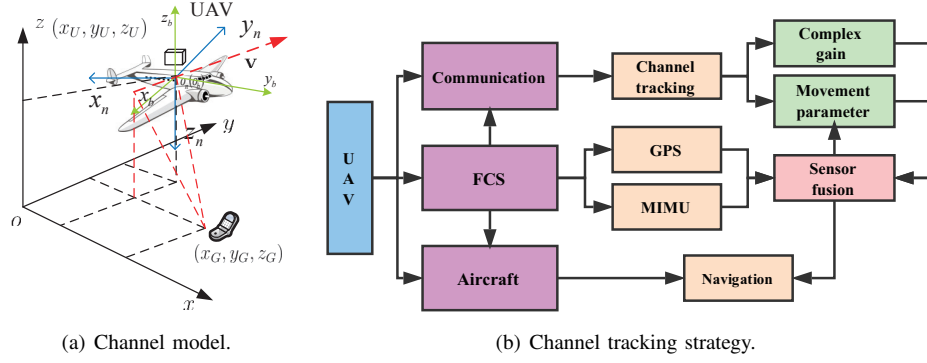 z
(x_U, y_U, z_U)
UAV
z_b
y_n
v
y_b
x_n
x_b
z_n
y
o
(x_G, y_G, z_G)
x
(a) Channel model.
U
A
V
Communication
FCS
Aircraft
Channel
tracking
GPS
MIMU
Navigation
Complex
gain
Movement
parameter
Sensor
fusion
(b) Channel tracking strategy.